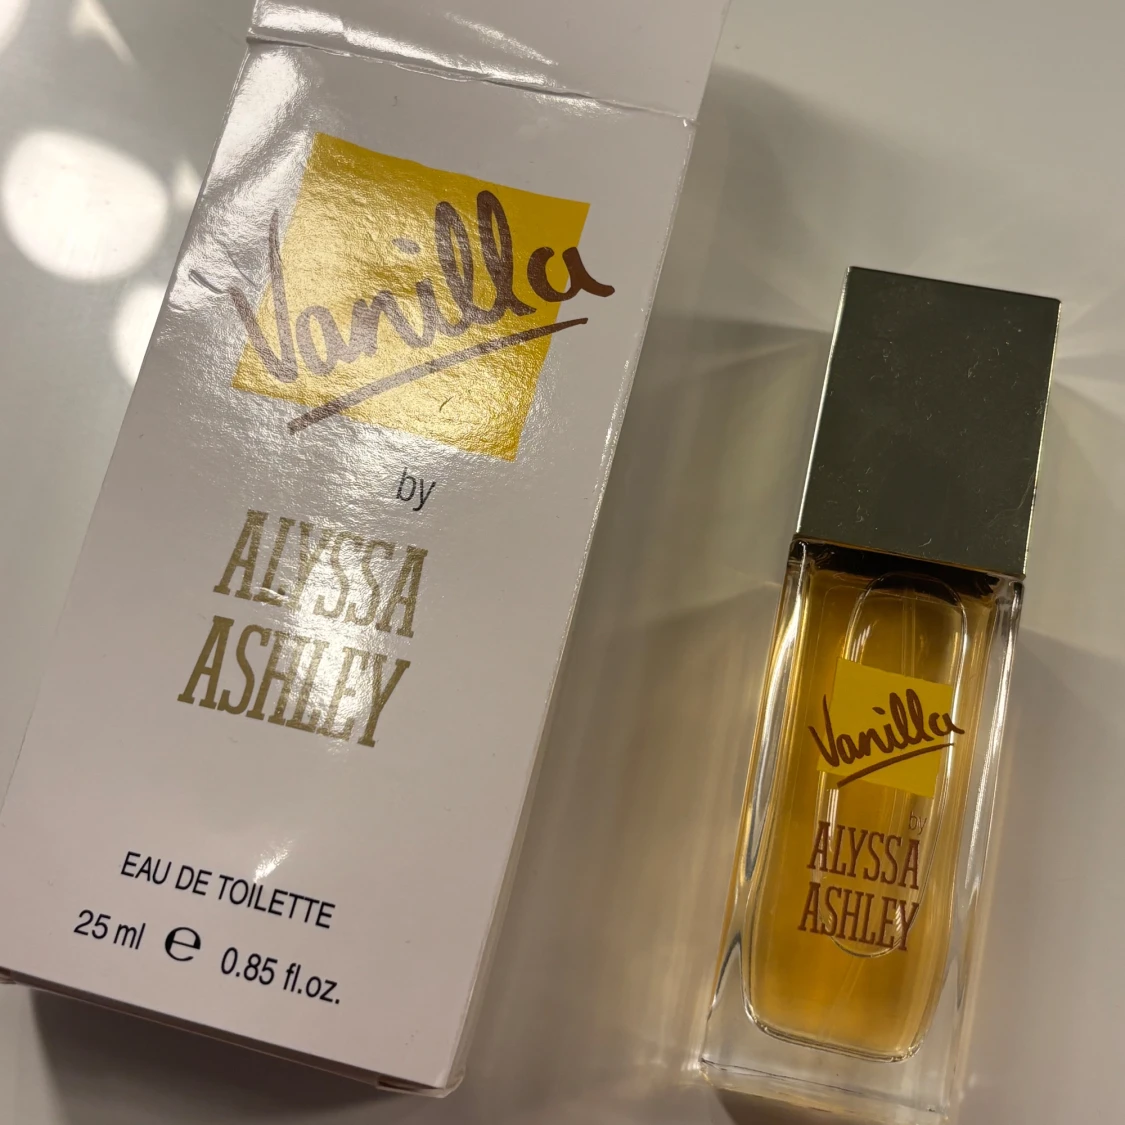 Vanilla
by
ALYSSA
ASHLEY
EAU DE TOILETTE
25 ml e 0.85 fl.oz.
Vanilla
by
ALYSSA
ASHLEY